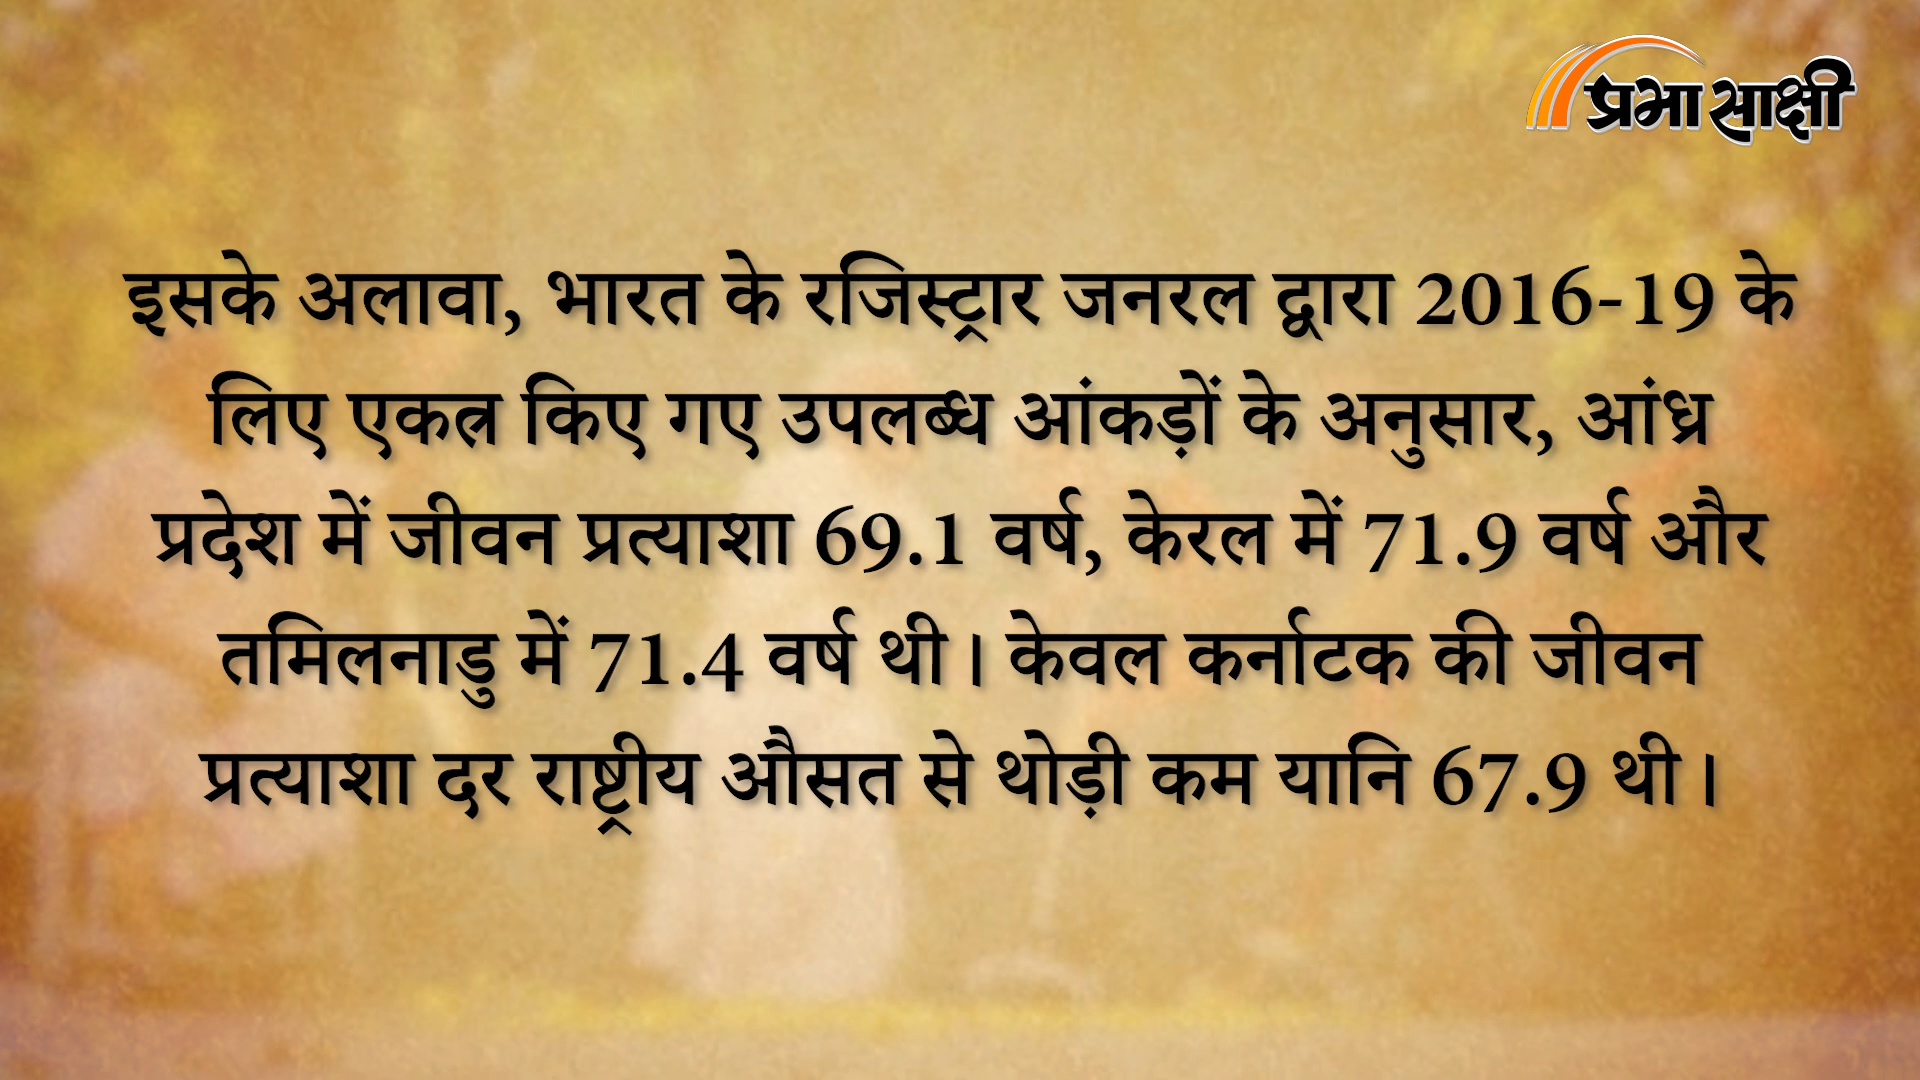 प्रभासाक्षी
इसके अलावा, भारत के रजिस्ट्रार जनरल द्वारा 2016-19 के
लिए एकत्र किए गए उपलब्ध आंकड़ों के अनुसार, आंध्र
प्रदेश में जीवन प्रत्याशा 69.1 वर्ष, केरल में 71.9 वर्ष और
तमिलनाडु में 71.4 वर्ष थी। केवल कर्नाटक की जीवन
प्रत्याशा दर राष्ट्रीय औसत से थोड़ी कम यानि 67.9 थी।